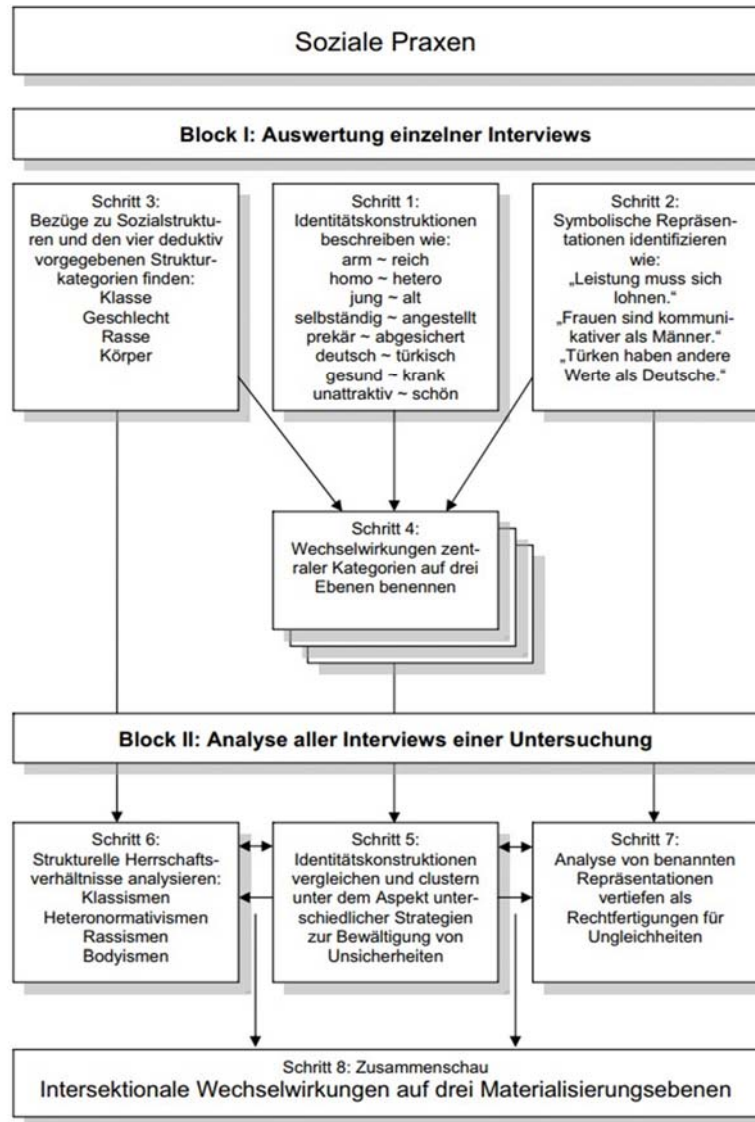 Soziale Praxen
Block I: Auswertung einzelner Interviews
Schritt 3:
Bezüge zu Sozialstruktu-
ren und den vier deduktiv
vorgegebenen Struktur-
kategorien finden:
Klasse
Geschlecht
Rasse
Körper
Schritt 1:
Identitätskonstruktionen
beschreiben wie:
arm ~ reich
homo ~ hetero
jung ~ alt
selbständig ~ angestellt
prekär ~ abgesichert
deutsch ~ türkisch
gesund ~ krank
unattraktiv ~ schön
Schritt 2:
Symbolische Repräsen-
tationen identifizieren
wie:
„Leistung muss sich
lohnen.“
„Frauen sind kommuni-
kativer als Männer.“
„Türken haben andere
Werte als Deutsche.“
Schritt 4:
Wechselwirkungen zent-
raler Kategorien auf drei
Ebenen benennen
Block II: Analyse aller Interviews einer Untersuchung
Schritt 6:
Strukturelle Herrschafts-
verhältnisse analysieren:
Klassismen
Heteronormativismen
Rassismen
Bodyismen
Schritt 5:
Identitätskonstruktionen
vergleichen und clustern
unter dem Aspekt unter-
schiedlicher Strategien
zur Bewältigung von
Unsicherheiten
Schritt 7:
Analyse von benannten
Repräsentationen
vertiefen als
Rechtfertigungen für
Ungleichheiten
Schritt 8: Zusammenschau
Intersektionale Wechselwirkungen auf drei Materialisierungsebenen